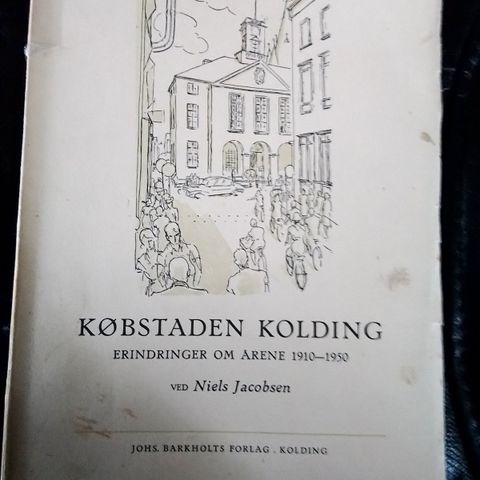 KØBSTADEN KOLDING
ERINDRINGER OM ÅRENE 1910—1950
VED Niels Jacobsen
JOHS. BARKHOLTS FORLAG . KOLDING